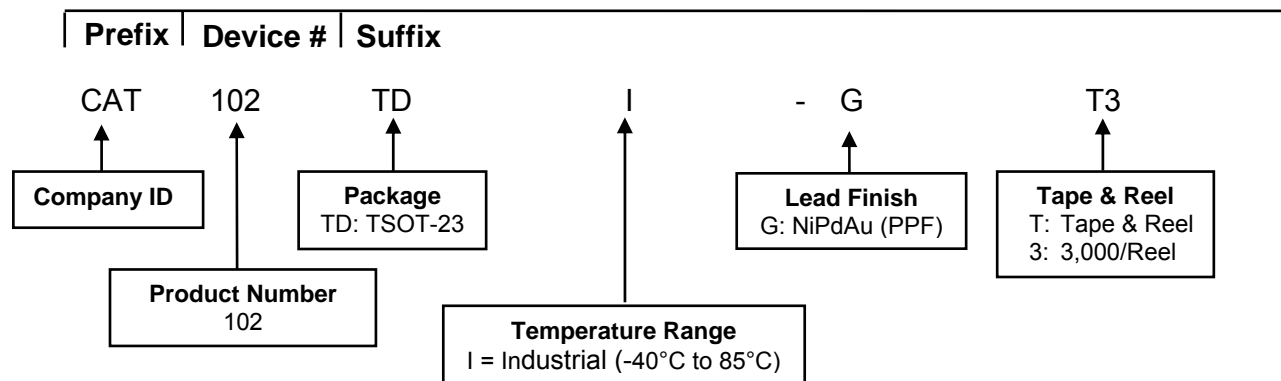 Prefix Device # Suffix
CAT 102 TD I - G T3
Company ID
Package
TD: TSOT-23
Lead Finish
G: NiPdAu (PPF)
Tape & Reel
T: Tape & Reel
3: 3,000/Reel
Product Number
102
Temperature Range
I = Industrial (-40°C to 85°C)